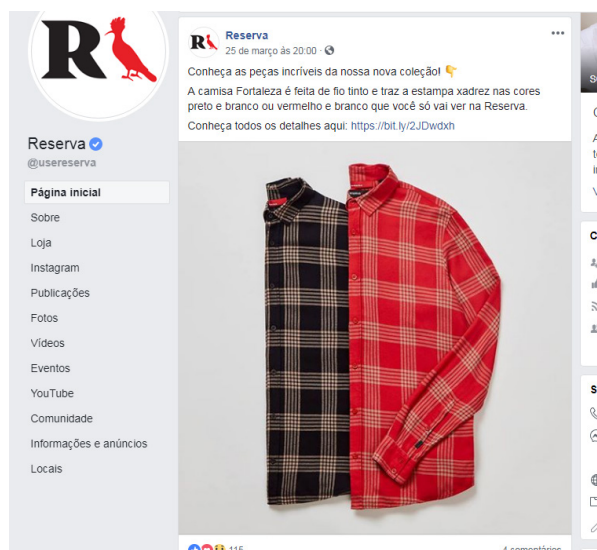 R
Reserva
@usereserva
Página inicial
Sobre
Loja
Instagram
Publicações
Fotos
Vídeos
Eventos
YouTube
Comunidade
Informações e anúncios
Locais
R
Reserva
25 de março às 20:00 ·
Conheça as peças incríveis da nossa nova coleção! 👇
A camisa Fortaleza é feita de fio tinto e traz a estampa xadrez nas cores
preto e branco ou vermelho e branco que você só vai ver na Reserva.
Conheça todos os detalhes aqui: https://bit.ly/2JDwdxh
115
4 comentários